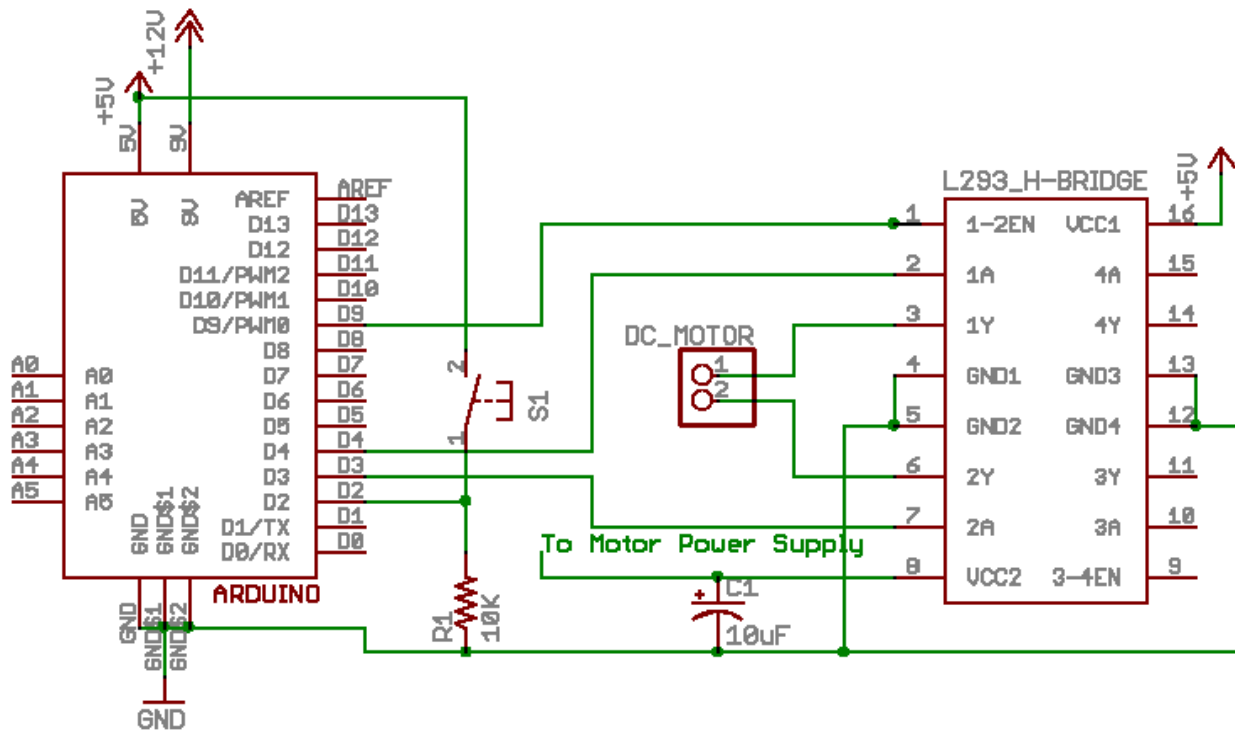 +12V
+5V
5V
9V
5V
9V
AREF
AREF
D13
D13
D12
D12
D11/PWM2
D11
D10/PWM1
D10
D9/PWM0
D9
D8
D8
D7
D7
D6
D6
D5
D5
D4
D4
D3
D3
D2
D2
D1/TX
D1
D0/RX
D0
A0
A0
A1
A1
A2
A2
A3
A3
A4
A4
A5
A5
GND
GND$1
GND$2
ARDUINO
GND
GND$1
GND$2
GND
2
1
S1
R1
10K
DC_MOTOR
1
2
To Motor Power Supply
+
C1
10uF
L293_H-BRIDGE
+5V
1
1-2EN
VCC1
16
2
1A
4A
15
3
1Y
4Y
14
4
GND1
GND3
13
5
GND2
GND4
12
6
2Y
3Y
11
7
2A
3A
10
8
VCC2
3-4EN
9